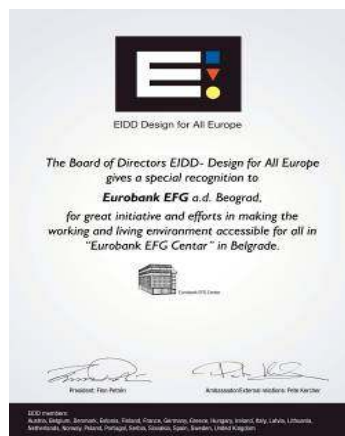 EIDD Design for All Europe
The Board of Directors EIDD- Design for All Europe
gives a special recognition to
Eurobank EFG a.d. Beograd,
for great initiative and efforts in making the
working and living environment accessible for all in
"Eurobank EFG Centar" in Belgrade.
Eurobank EFG Centar
President: Finn Petrén
Ambassador/External relations: Pete Kercher
EIDD members:
Austria, Belgium, Denmark, Estonia, Finland, France, Germany, Greece, Hungary, Ireland, Italy, Latvia, Lithuania,
Netherlands, Norway, Poland, Portugal, Serbia, Slovakia, Spain, Sweden, United Kingdom